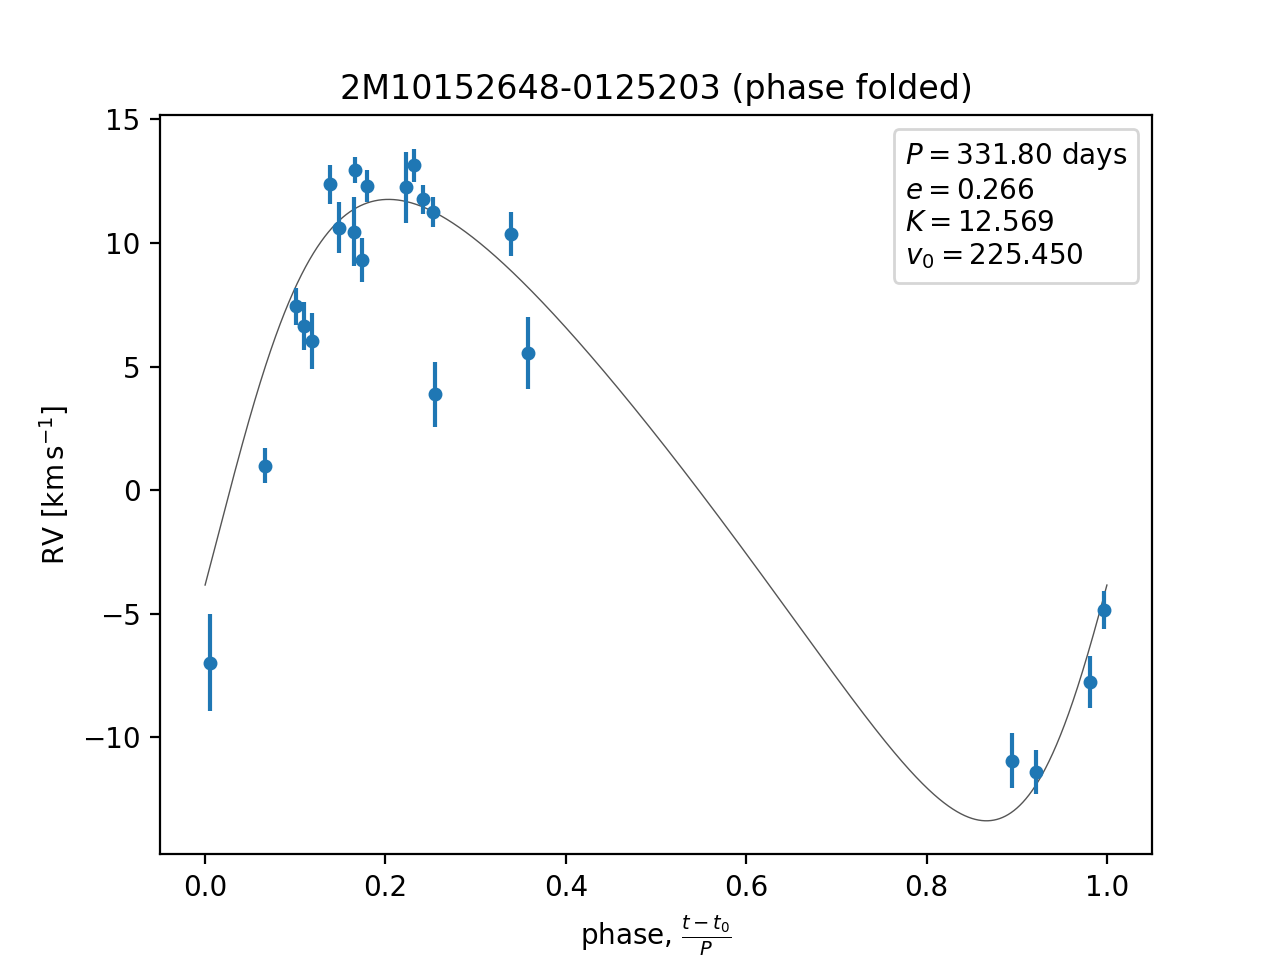 2M10152648-0125203 (phase folded)
P = 331.80 days
e = 0.266
K = 12.569
v₀ = 225.450
15
10
5
0
−5
−10
RV [km s⁻¹]
0.0 0.2 0.4 0.6 0.8 1.0
phase, (t − t₀)/P